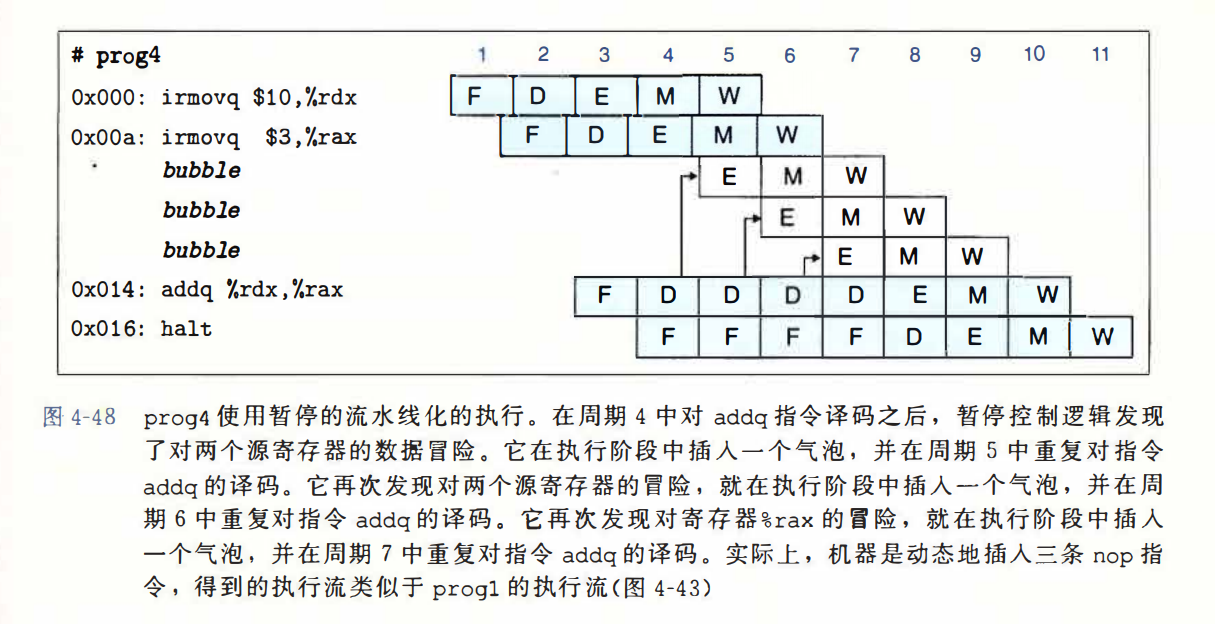 # prog4 1 2 3 4 5 6 7 8 9 10 11
0x000: irmovq $10,%rdx F D E M W
0x00a: irmovq $3,%rax F D E M W
bubble E M W
bubble E M W
bubble E M W
0x014: addq %rdx,%rax F D D D D E M W
0x016: halt F F F F D E M W
图 4-48 prog4 使用暂停的流水线化的执行。在周期 4 中对 addq 指令译码之后，暂停控制逻辑发现
了对两个源寄存器的数据冒险。它在执行阶段中插入一个气泡，并在周期 5 中重复对指令
addq 的译码。它再次发现对两个源寄存器的冒险，就在执行阶段中插入一个气泡，并在周
期 6 中重复对指令 addq 的译码。它再次发现对寄存器%rax 的冒险，就在执行阶段中插入
一个气泡，并在周期 7 中重复对指令 addq 的译码。实际上，机器是动态地插入三条 nop 指
令，得到的执行流类似于 prog1 的执行流(图 4-43)